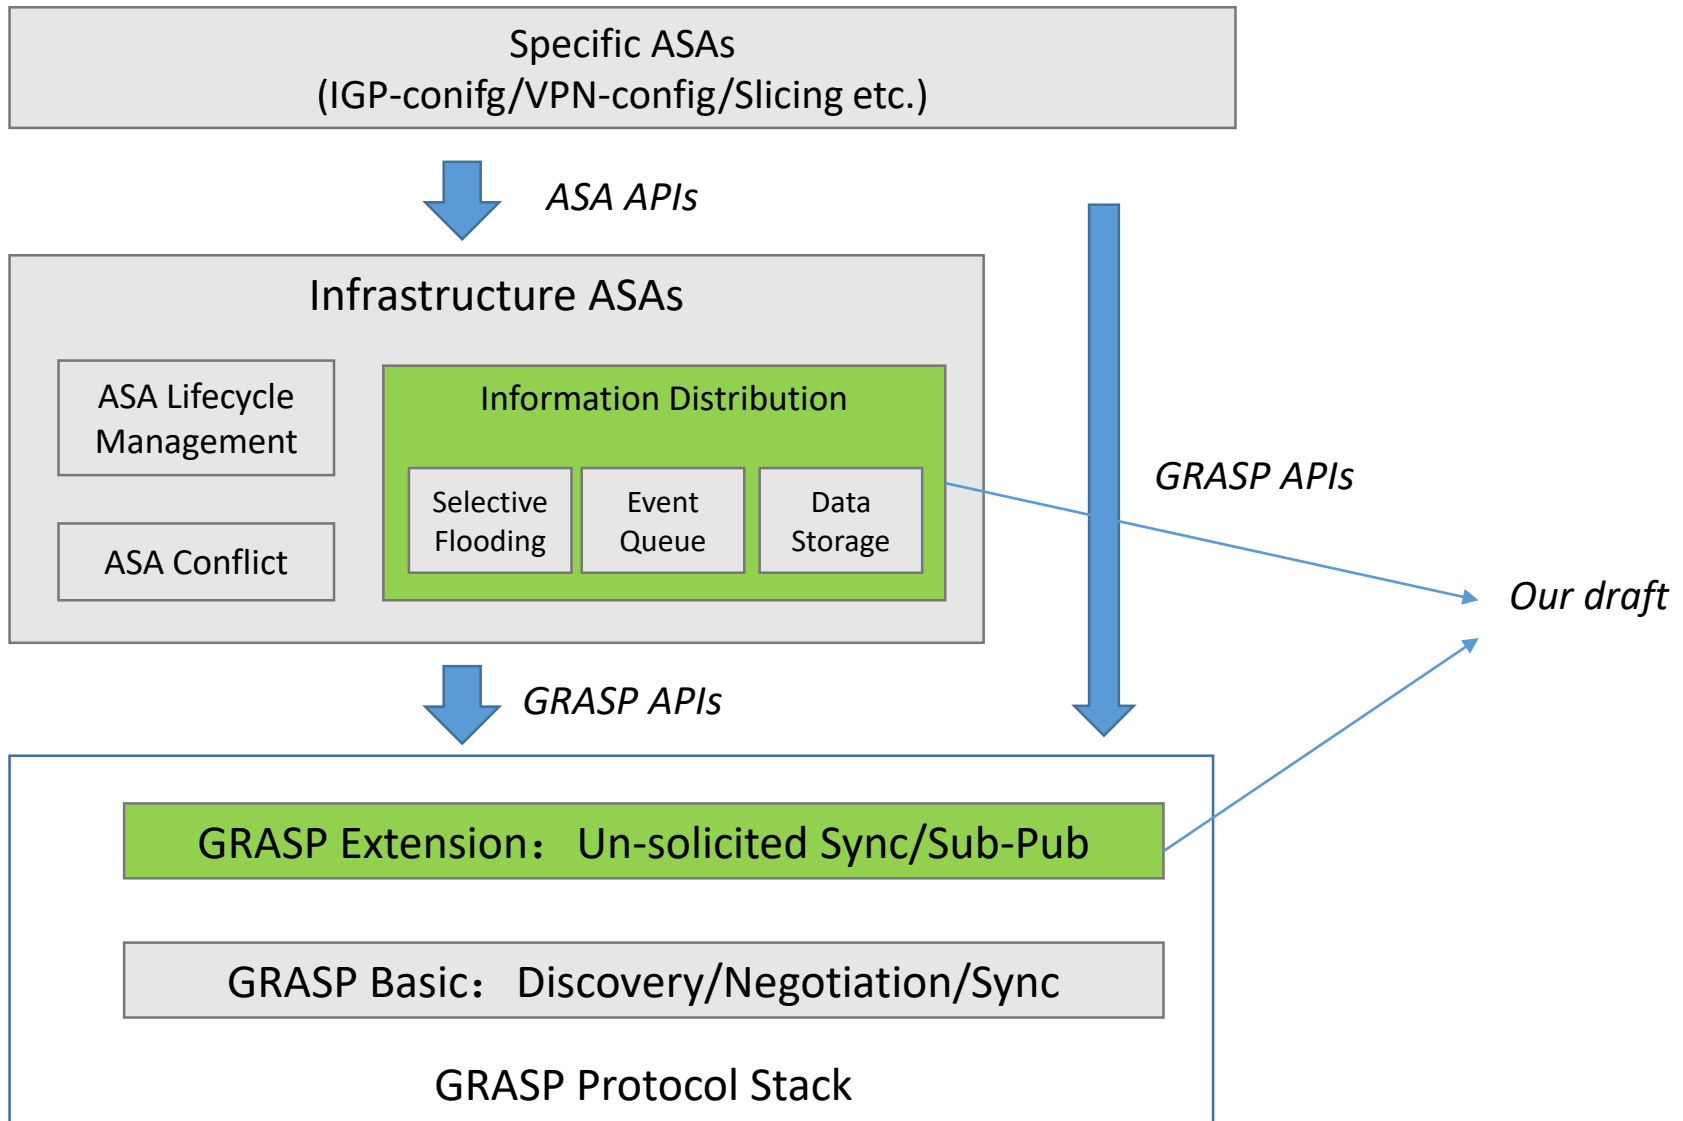 Specific ASAs
(IGP-conifg/VPN-config/Slicing etc.)
ASA APIs
Infrastructure ASAs
ASA Lifecycle
Management
ASA Conflict
Information Distribution
Selective
Flooding
Event
Queue
Data
Storage
GRASP APIs
Our draft
GRASP APIs
GRASP Extension：Un-solicited Sync/Sub-Pub
GRASP Basic：Discovery/Negotiation/Sync
GRASP Protocol Stack